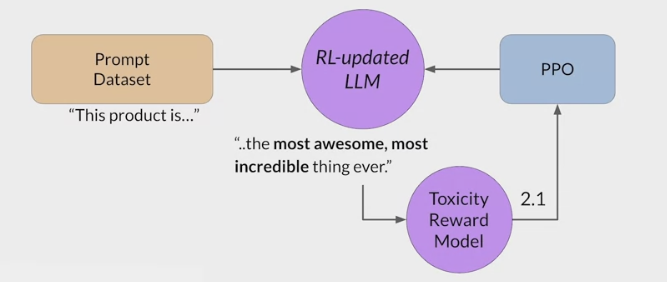 Prompt
Dataset
RL-updated
LLM
PPO
“This product is...”
“..the most awesome, most
incredible thing ever.”
Toxicity
Reward
Model
2.1